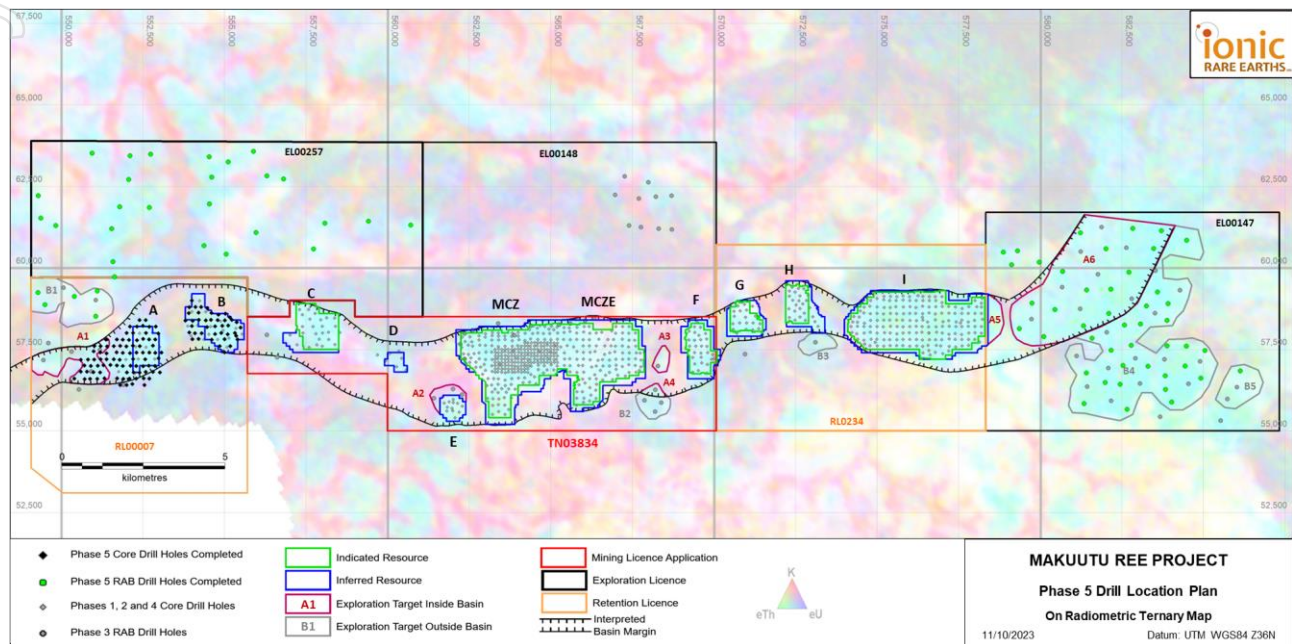 550,000
552,500
555,000
557,500
560,000
562,500
565,000
567,500
570,000
572,500
575,000
577,500
580,000
582,500
67,500
ionic
RARE EARTHS
65,000
65,000
EL00257
EL00148
62,500
62,500
EL00147
60,000
60,000
A6
B1
A
B
C
D
MCZ
MCZE
F
G
H
I
A1
A5
57,500
57,500
A3
B3
A2
A4
B4
B5
B2
E
55,000
55,000
RL00007
TN03834
RL0234
0
5
kilometres
52,500
52,500
Phase 5 Core Drill Holes Completed
Phase 5 RAB Drill Holes Completed
Phases 1, 2 and 4 Core Drill Holes
Phase 3 RAB Drill Holes
Indicated Resource
Inferred Resource
A1 Exploration Target Inside Basin
B1 Exploration Target Outside Basin
Mining Licence Application
Exploration Licence
Retention Licence
Interpreted
Basin Margin
K
eTh
eU
MAKUUTU REE PROJECT
Phase 5 Drill Location Plan
On Radiometric Ternary Map
11/10/2023
Datum: UTM WGS84 Z36N